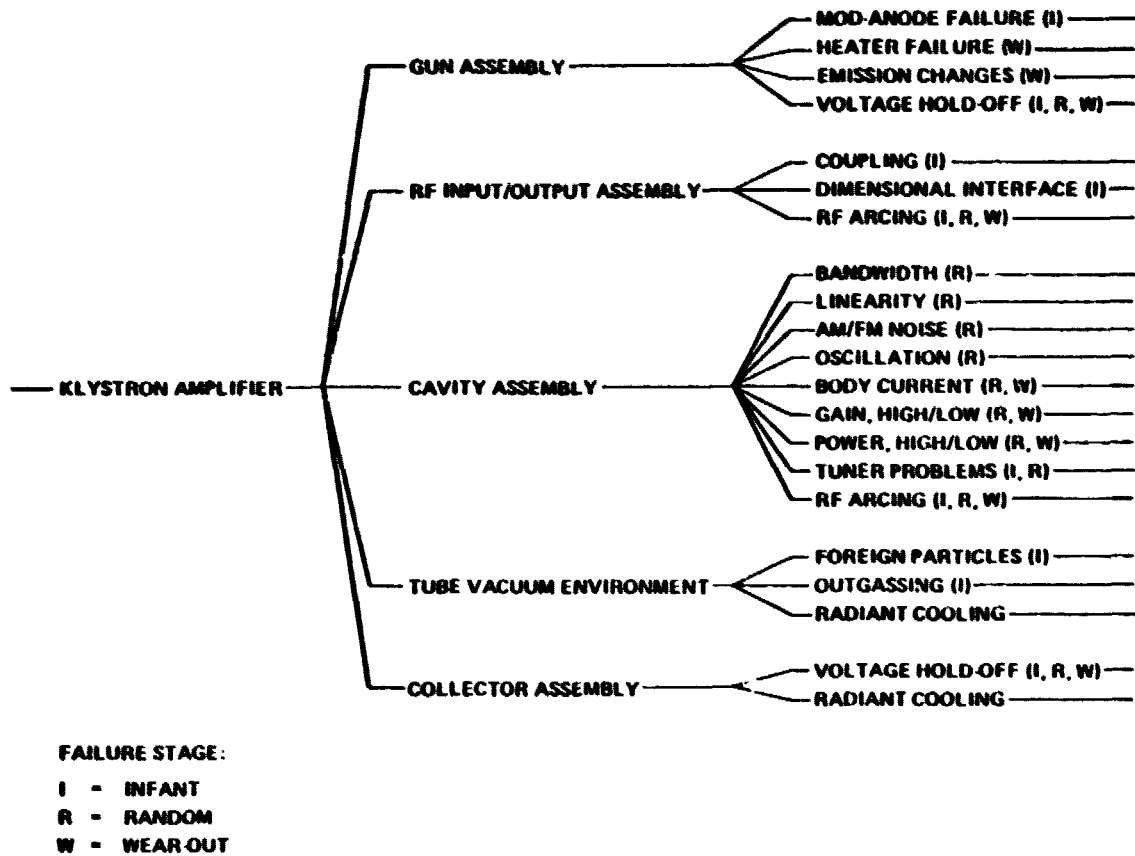 KLYSTRON AMPLIFIER
GUN ASSEMBLY
MOD-ANODE FAILURE (I)
HEATER FAILURE (W)
EMISSION CHANGES (W)
VOLTAGE HOLD-OFF (I, R, W)
RF INPUT/OUTPUT ASSEMBLY
COUPLING (I)
DIMENSIONAL INTERFACE (I)
RF ARCING (I, R, W)
CAVITY ASSEMBLY
BANDWIDTH (R)
LINEARITY (R)
AM/FM NOISE (R)
OSCILLATION (R)
BODY CURRENT (R, W)
GAIN, HIGH/LOW (R, W)
POWER, HIGH/LOW (R, W)
TUNER PROBLEMS (I, R)
RF ARCING (I, R, W)
TUBE VACUUM ENVIRONMENT
FOREIGN PARTICLES (I)
OUTGASSING (I)
RADIANT COOLING
COLLECTOR ASSEMBLY
VOLTAGE HOLD-OFF (I, R, W)
RADIANT COOLING
FAILURE STAGE:
I = INFANT
R = RANDOM
W = WEAR-OUT